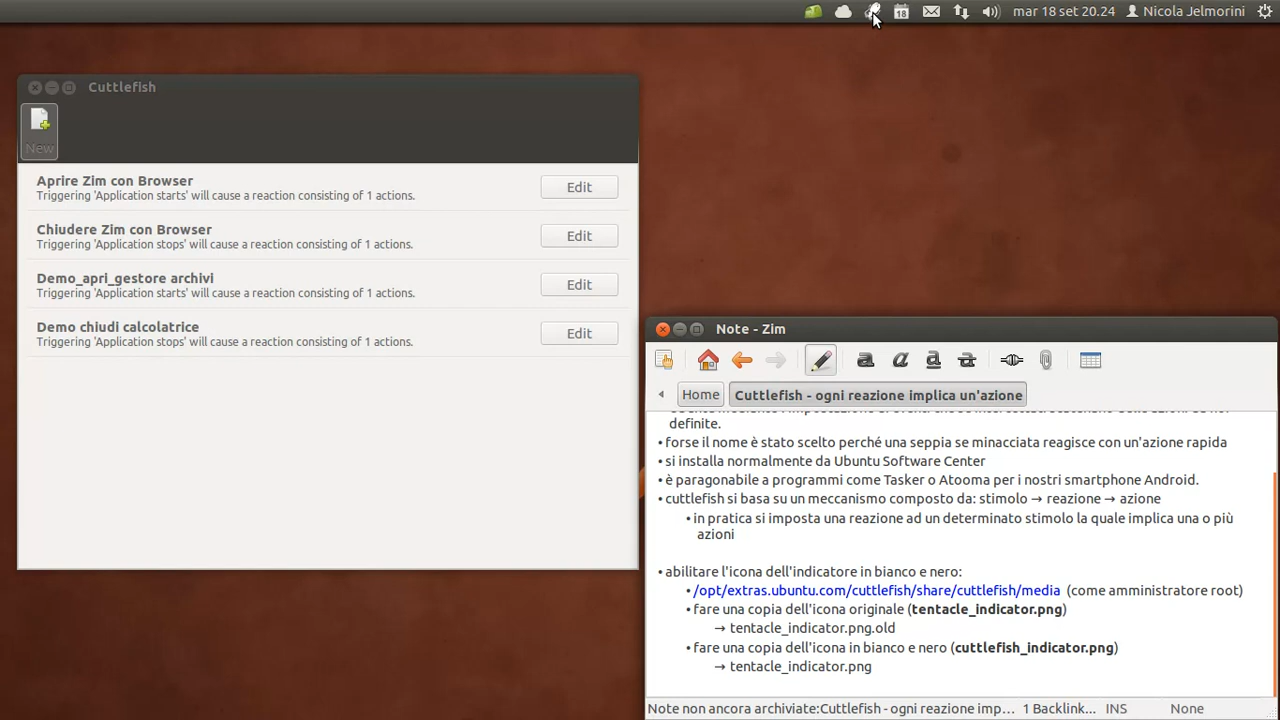 18
mar 18 set 20.24
Nicola Jelmorini
Cuttlefish
New
Aprire Zim con Browser
Triggering 'Application starts' will cause a reaction consisting of 1 actions.
Edit
Chiudere Zim con Browser
Triggering 'Application stops' will cause a reaction consisting of 1 actions.
Edit
Demo_apri_gestore archivi
Triggering 'Application starts' will cause a reaction consisting of 1 actions.
Edit
Demo chiudi calcolatrice
Triggering 'Application stops' will cause a reaction consisting of 1 actions.
Edit
Note - Zim
Home
Cuttlefish - ogni reazione implica un'azione
definite.
• forse il nome è stato scelto perché una seppia se minacciata reagisce con un'azione rapida
• si installa normalmente da Ubuntu Software Center
• è paragonabile a programmi come Tasker o Atooma per i nostri smartphone Android.
• cuttlefish si basa su un meccanismo composto da: stimolo → reazione → azione
• in pratica si imposta una reazione ad un determinato stimolo la quale implica una o più
azioni
• abilitare l'icona dell'indicatore in bianco e nero:
• /opt/extras.ubuntu.com/cuttlefish/share/cuttlefish/media (come amministratore root)
• fare una copia dell'icona originale (tentacle_indicator.png)
→ tentacle_indicator.png.old
• fare una copia dell'icona in bianco e nero (cuttlefish_indicator.png)
→ tentacle_indicator.png
Note non ancora archiviate:Cuttlefish - ogni reazione imp...
1 Backlink...
INS
None